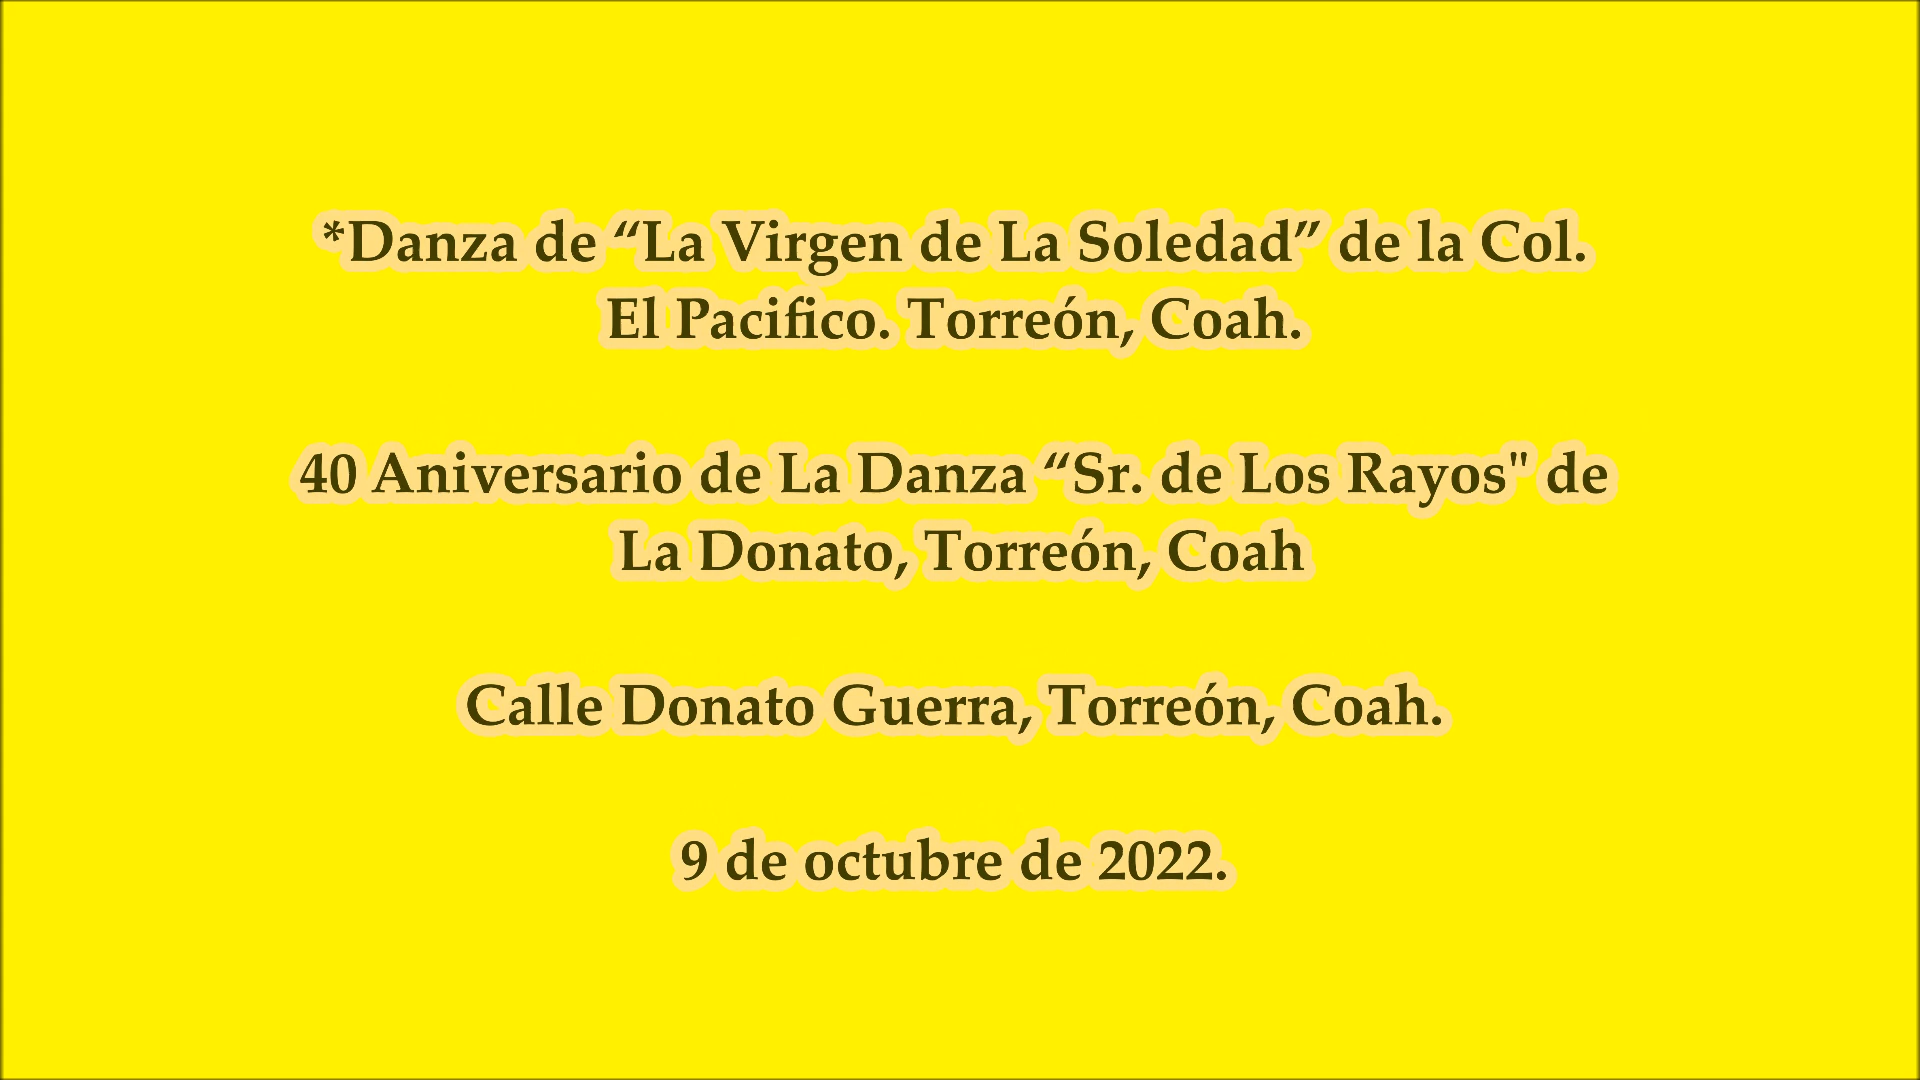 *Danza de “La Virgen de La Soledad” de la Col.
El Pacifico. Torreón, Coah.
40 Aniversario de La Danza “Sr. de Los Rayos" de
La Donato, Torreón, Coah
Calle Donato Guerra, Torreón, Coah.
9 de octubre de 2022.